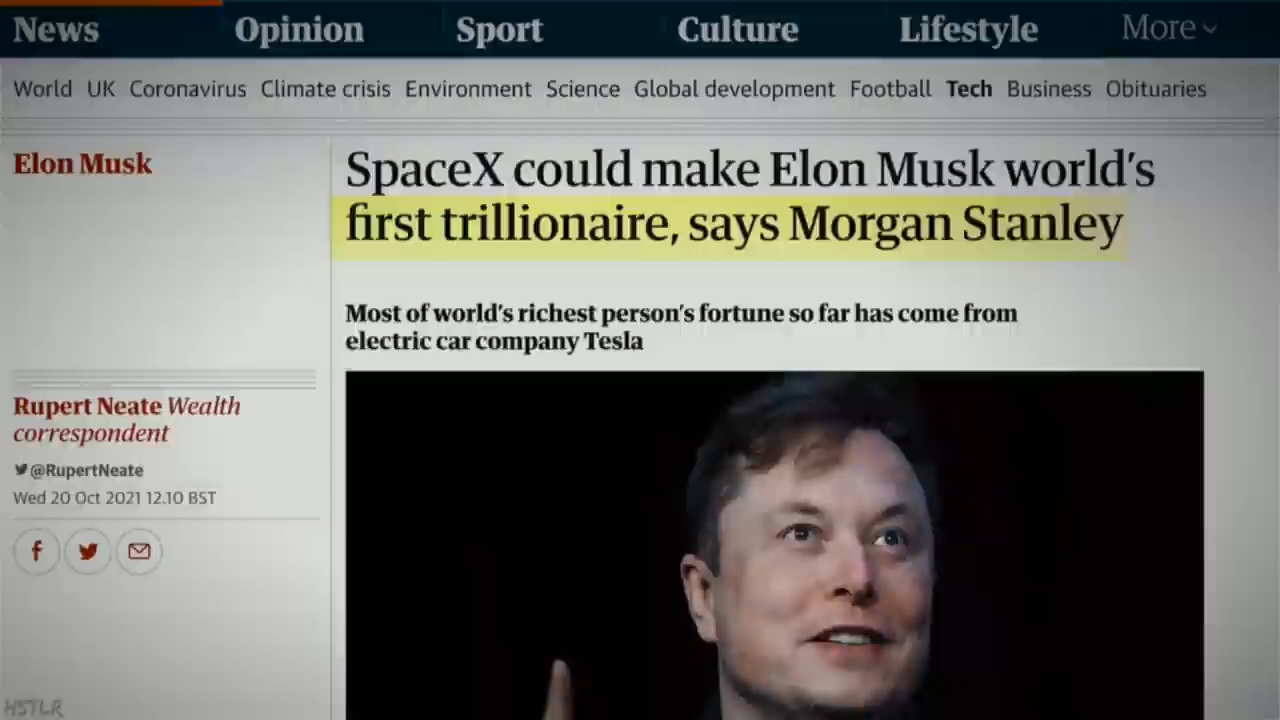 News Opinion Sport Culture Lifestyle More
World UK Coronavirus Climate crisis Environment Science Global development Football Tech Business Obituaries
Elon Musk
SpaceX could make Elon Musk world's
first trillionaire, says Morgan Stanley
Most of world's richest person's fortune so far has come from
electric car company Tesla
Rupert Neate Wealth
correspondent
@RupertNeate
Wed 20 Oct 2021 12.10 BST
f
HSTLR